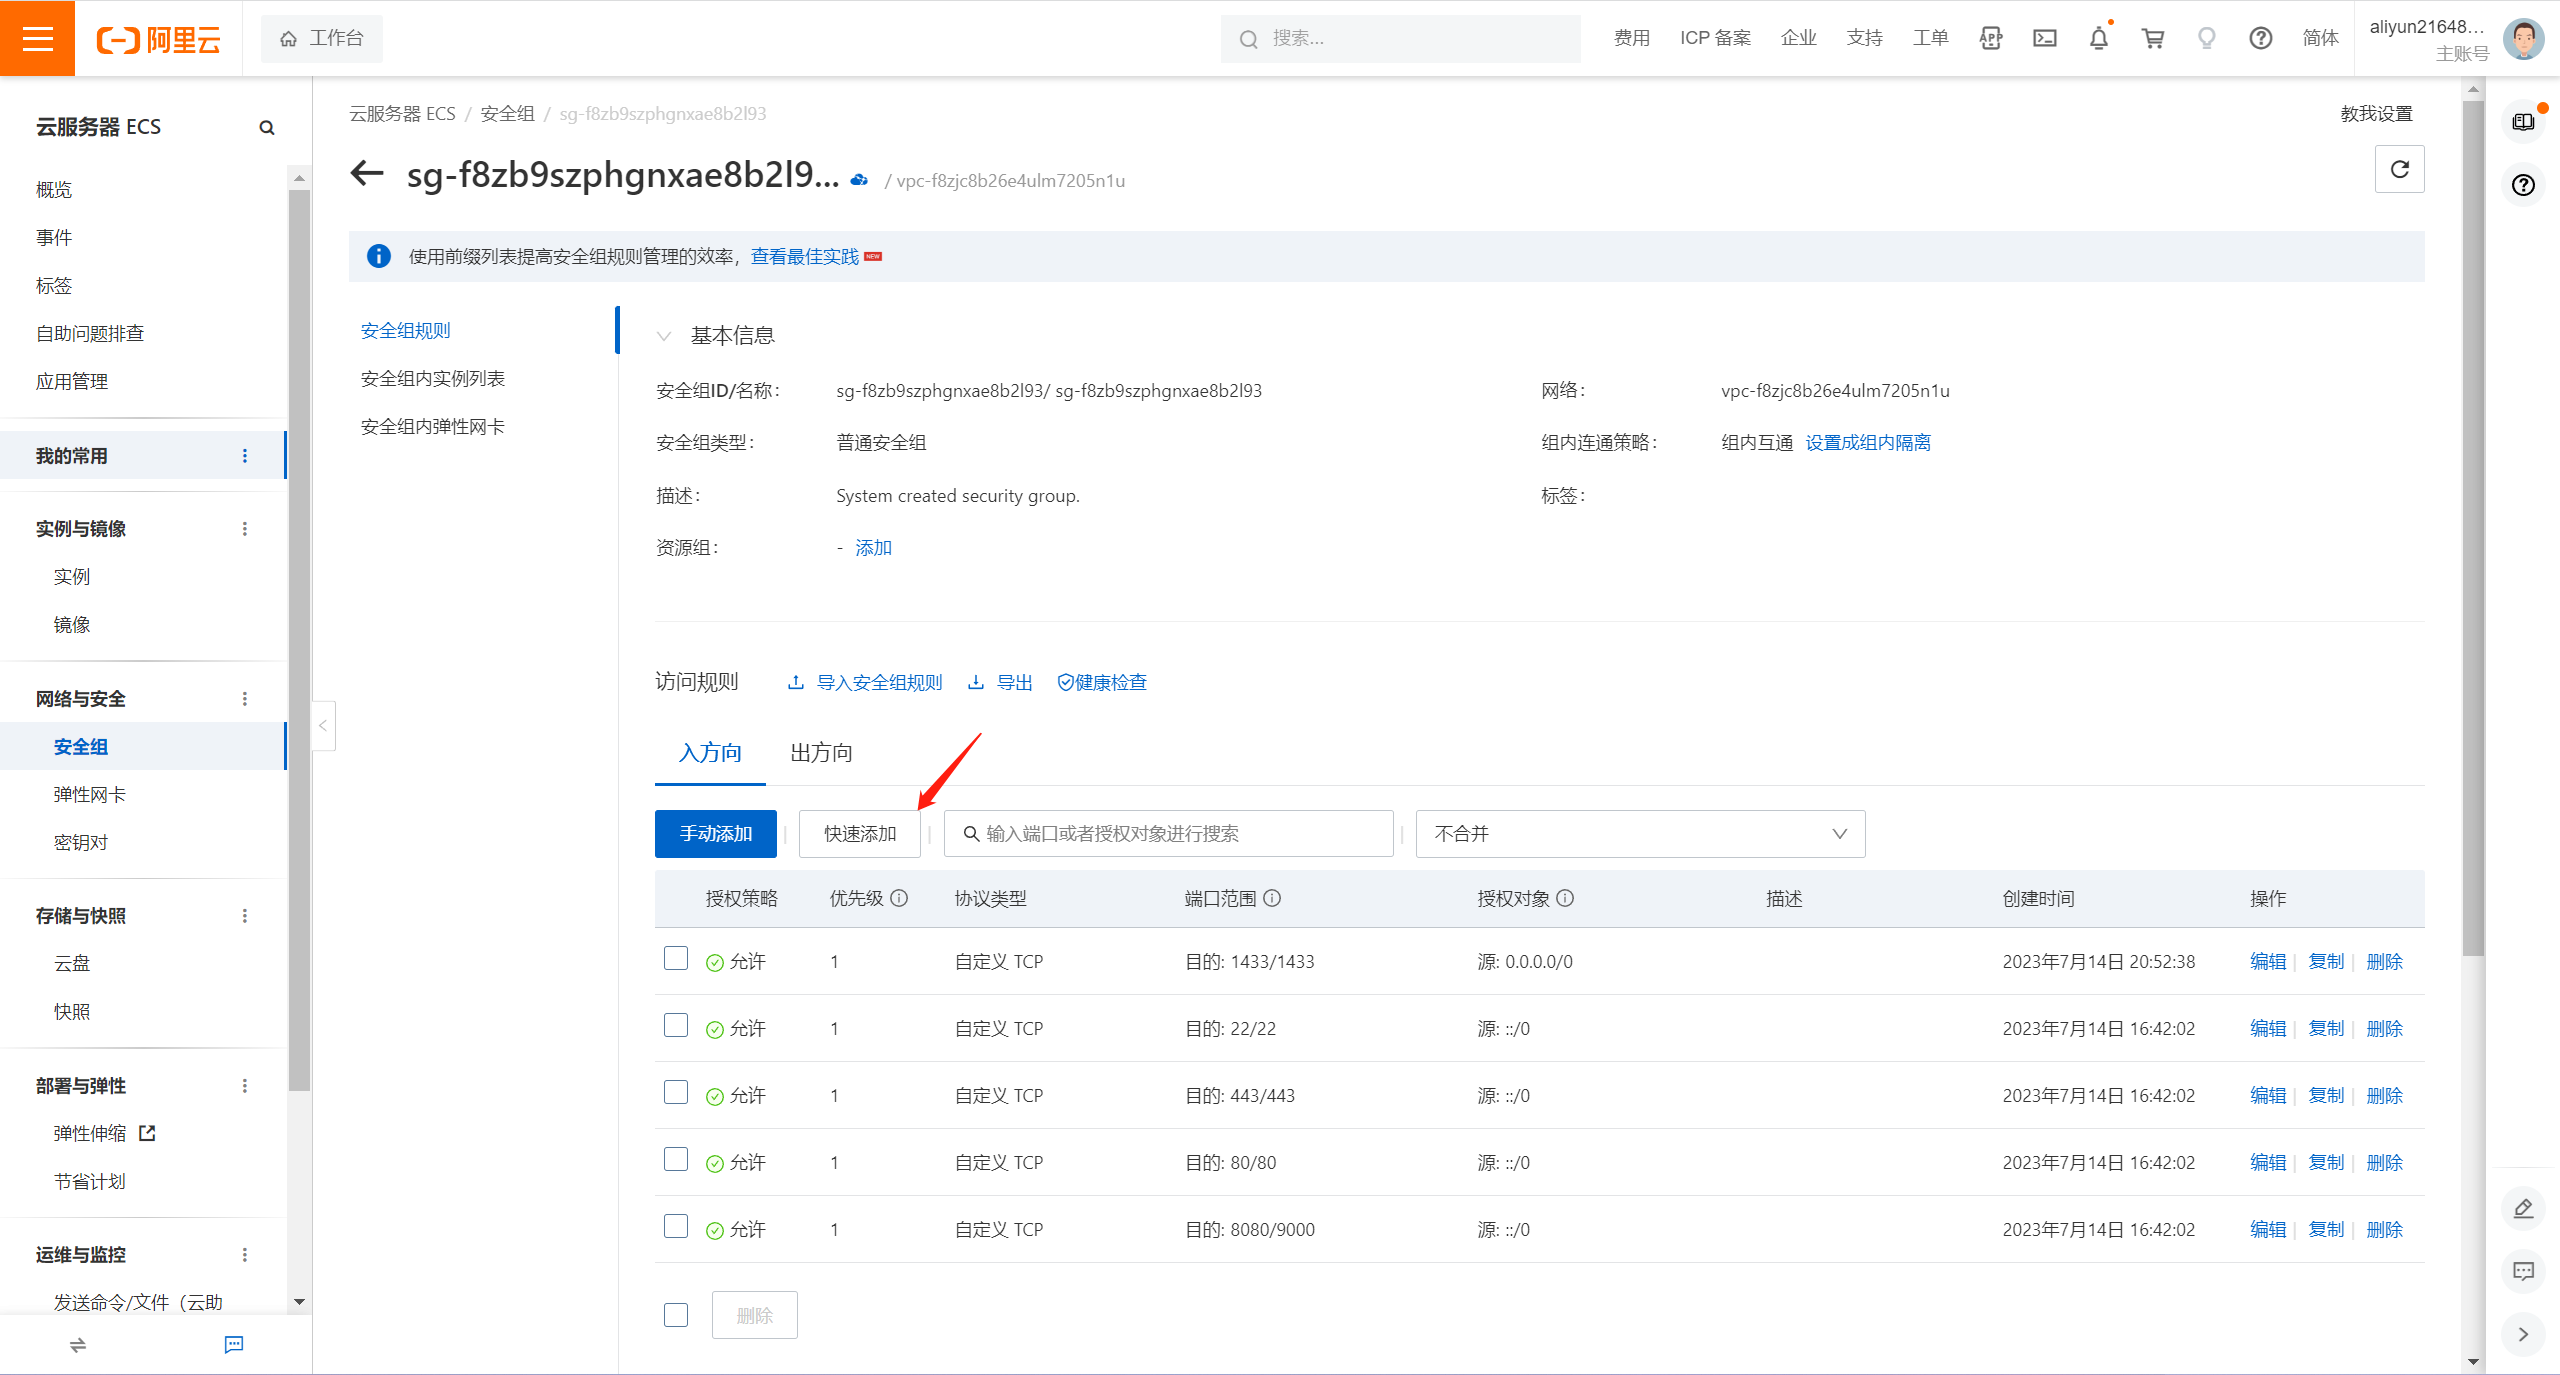 阿里云
工作台
搜索...
费用
ICP 备案
企业
支持
工单
APP
简体
aliyun21648...
主账号
云服务器 ECS
概览
事件
标签
自助问题排查
应用管理
我的常用
实例与镜像
实例
镜像
网络与安全
安全组
弹性网卡
密钥对
存储与快照
云盘
快照
部署与弹性
弹性伸缩
节省计划
运维与监控
发送命令/文件（云助
云服务器 ECS / 安全组 / sg-f8zb9szphgnxae8b2l93
教我设置
sg-f8zb9szphgnxae8b2l9... / vpc-f8zjc8b26e4ulm7205n1u
使用前缀列表提高安全组规则管理的效率，查看最佳实践 NEW
安全组规则
安全组内实例列表
安全组内弹性网卡
基本信息
安全组ID/名称： sg-f8zb9szphgnxae8b2l93/ sg-f8zb9szphgnxae8b2l93 网络： vpc-f8zjc8b26e4ulm7205n1u
安全组类型： 普通安全组 组内连通策略： 组内互通 设置成组内隔离
描述： System created security group. 标签：
资源组： - 添加
访问规则 导入安全组规则 导出 健康检查
入方向 出方向
手动添加 快速添加 输入端口或者授权对象进行搜索 不合并
授权策略 优先级 协议类型 端口范围 授权对象 描述 创建时间 操作
允许 1 自定义 TCP 目的: 1433/1433 源: 0.0.0.0/0 2023年7月14日 20:52:38 编辑 复制 删除
允许 1 自定义 TCP 目的: 22/22 源: ::/0 2023年7月14日 16:42:02 编辑 复制 删除
允许 1 自定义 TCP 目的: 443/443 源: ::/0 2023年7月14日 16:42:02 编辑 复制 删除
允许 1 自定义 TCP 目的: 80/80 源: ::/0 2023年7月14日 16:42:02 编辑 复制 删除
允许 1 自定义 TCP 目的: 8080/9000 源: ::/0 2023年7月14日 16:42:02 编辑 复制 删除
删除